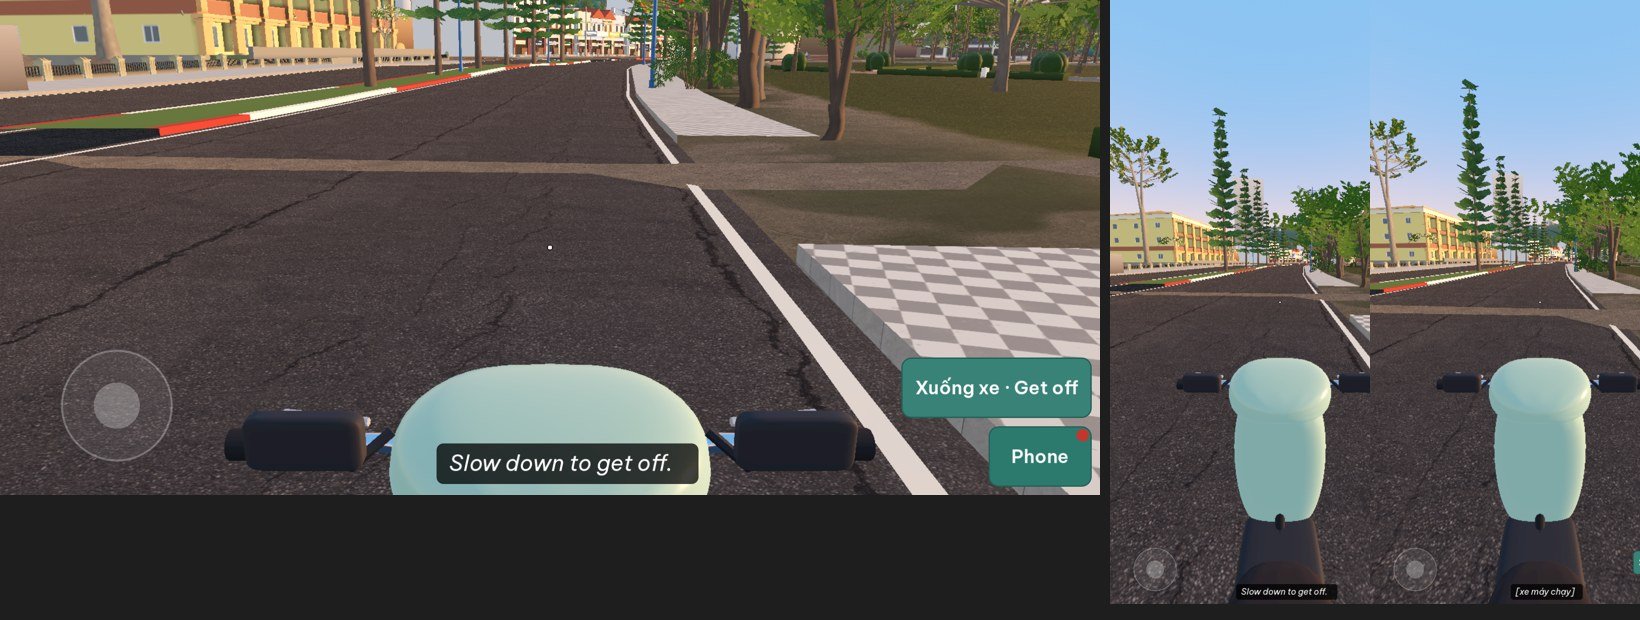 Xuống xe · Get off
Slow down to get off.
Phone
Slow down to get off.
[xe máy chạy]